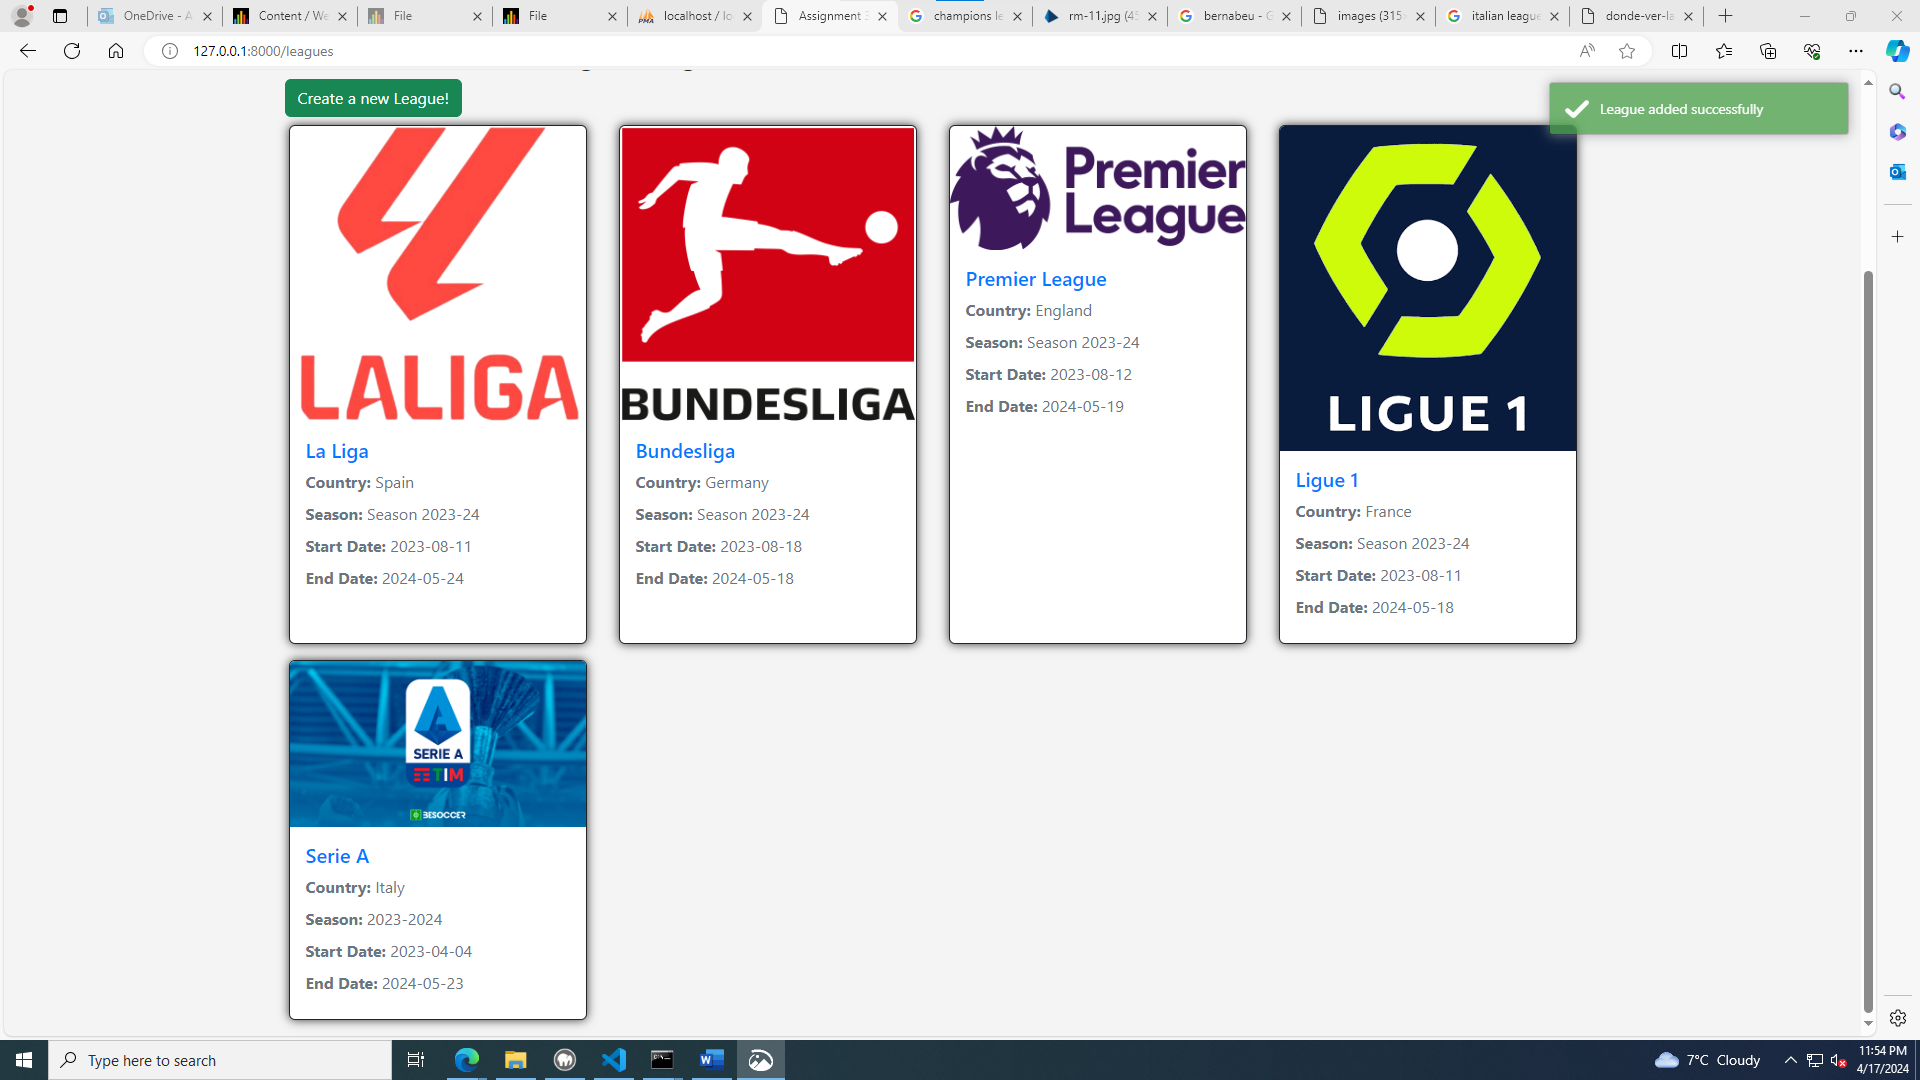 OneDrive - A
Content / We
File
File
localhost / lo
Assignment 3
champions le
rm-11.jpg (45
bernabeu - G
images (315×
italian league
donde-ver-la
127.0.0.1:8000/leagues
Create a new League!
League added successfully
LALIGA
La Liga
Country: Spain
Season: Season 2023-24
Start Date: 2023-08-11
End Date: 2024-05-24
BUNDESLIGA
Bundesliga
Country: Germany
Season: Season 2023-24
Start Date: 2023-08-18
End Date: 2024-05-18
Premier
League
Premier League
Country: England
Season: Season 2023-24
Start Date: 2023-08-12
End Date: 2024-05-19
LIGUE 1
Ligue 1
Country: France
Season: Season 2023-24
Start Date: 2023-08-11
End Date: 2024-05-18
SERIE A
TIM
BESOCCER
Serie A
Country: Italy
Season: 2023-2024
Start Date: 2023-04-04
End Date: 2024-05-23
Type here to search
7°C Cloudy
11:54 PM
4/17/2024